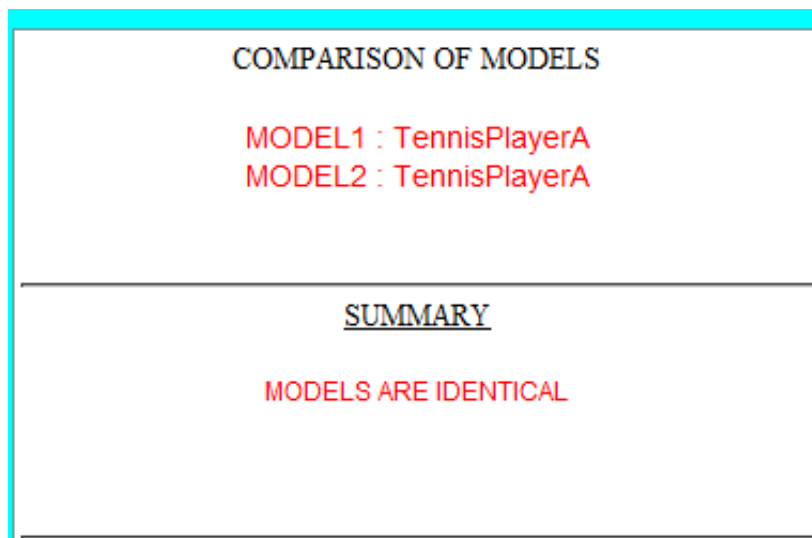 COMPARISON OF MODELS
MODEL1 : TennisPlayerA
MODEL2 : TennisPlayerA
SUMMARY
MODELS ARE IDENTICAL